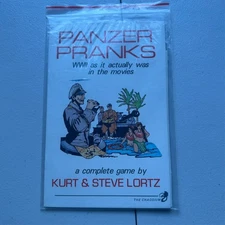 PANZER
PRANKS
WWII as it actually was
in the movies
a complete game by
KURT & STEVE LORTZ